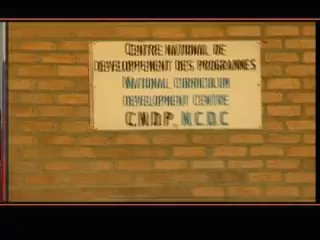 CENTRE NATIONAL DE
DEVELOPPEMENT DES PROGRAMMES
NATIONAL CURRICULUM
DEVELOPMENT CENTRE
C.N.D.P. N.C.D.C